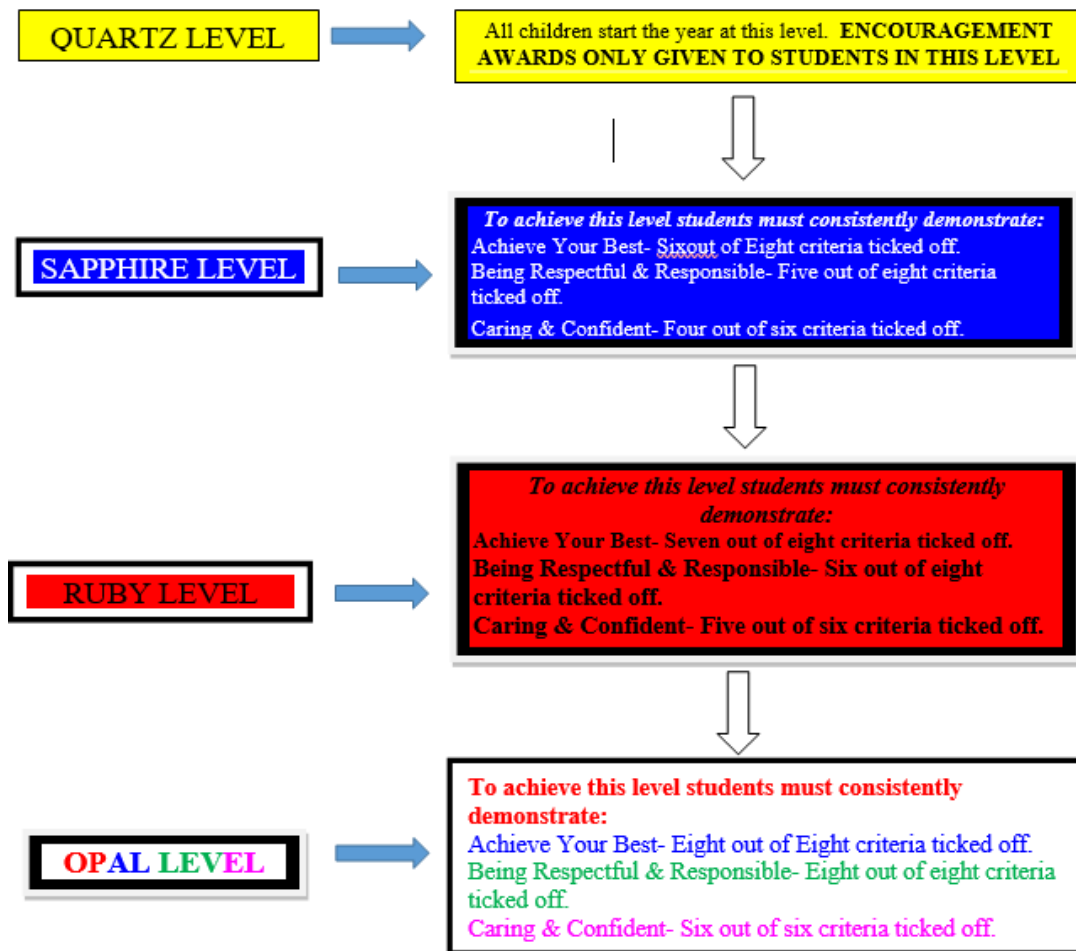 QUARTZ LEVEL
All children start the year at this level. ENCOURAGEMENT
AWARDS ONLY GIVEN TO STUDENTS IN THIS LEVEL
To achieve this level students must consistently demonstrate:
Achieve Your Best- Sixout of Eight criteria ticked off.
Being Respectful & Responsible- Five out of eight criteria
ticked off.
Caring & Confident- Four out of six criteria ticked off.
SAPPHIRE LEVEL
To achieve this level students must consistently
demonstrate:
Achieve Your Best- Seven out of eight criteria ticked off.
Being Respectful & Responsible- Six out of eight
criteria ticked off.
Caring & Confident- Five out of six criteria ticked off.
RUBY LEVEL
To achieve this level students must consistently
demonstrate:
Achieve Your Best- Eight out of Eight criteria ticked off.
Being Respectful & Responsible- Eight out of eight criteria
ticked off.
Caring & Confident- Six out of six criteria ticked off.
OPAL LEVEL